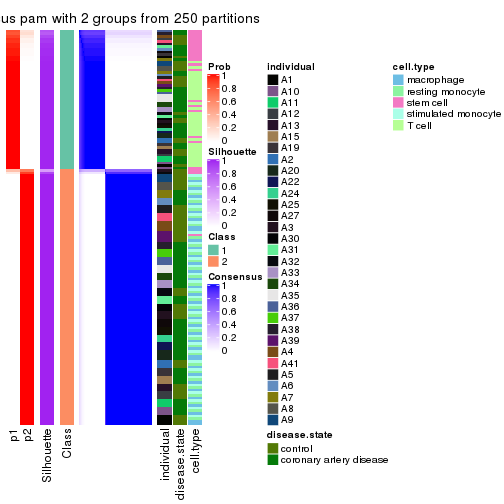 us pam with 2 groups from 250 partitions
Prob
1
0.8
0.6
0.4
0.2
0
Silhouette
1
0.8
0.6
0.4
0.2
0
Class
1
2
Consensus
1
0.8
0.6
0.4
0.2
0
individual
A1
A10
A11
A12
A13
A15
A19
A2
A20
A22
A24
A25
A27
A3
A30
A31
A32
A33
A34
A35
A36
A37
A38
A39
A4
A41
A5
A6
A7
A8
A9
disease.state
control
coronary artery disease
cell.type
macrophage
resting monocyte
stem cell
stimulated monocyte
T cell
p1
p2
Silhouette
Class
individual
disease.state
cell.type